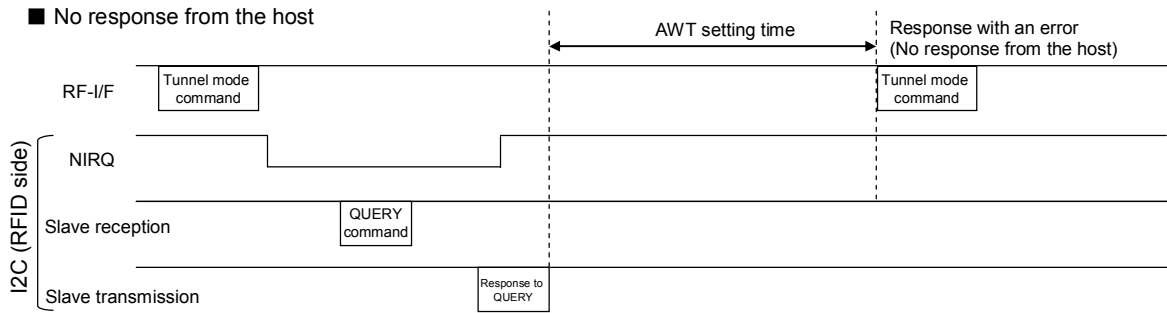 ■ No response from the host
AWT setting time
Response with an error
(No response from the host)
RF-I/F
Tunnel mode
command
Tunnel mode
command
I2C (RFID side)
NIRQ
Slave reception
QUERY
command
Slave transmission
Response to
QUERY